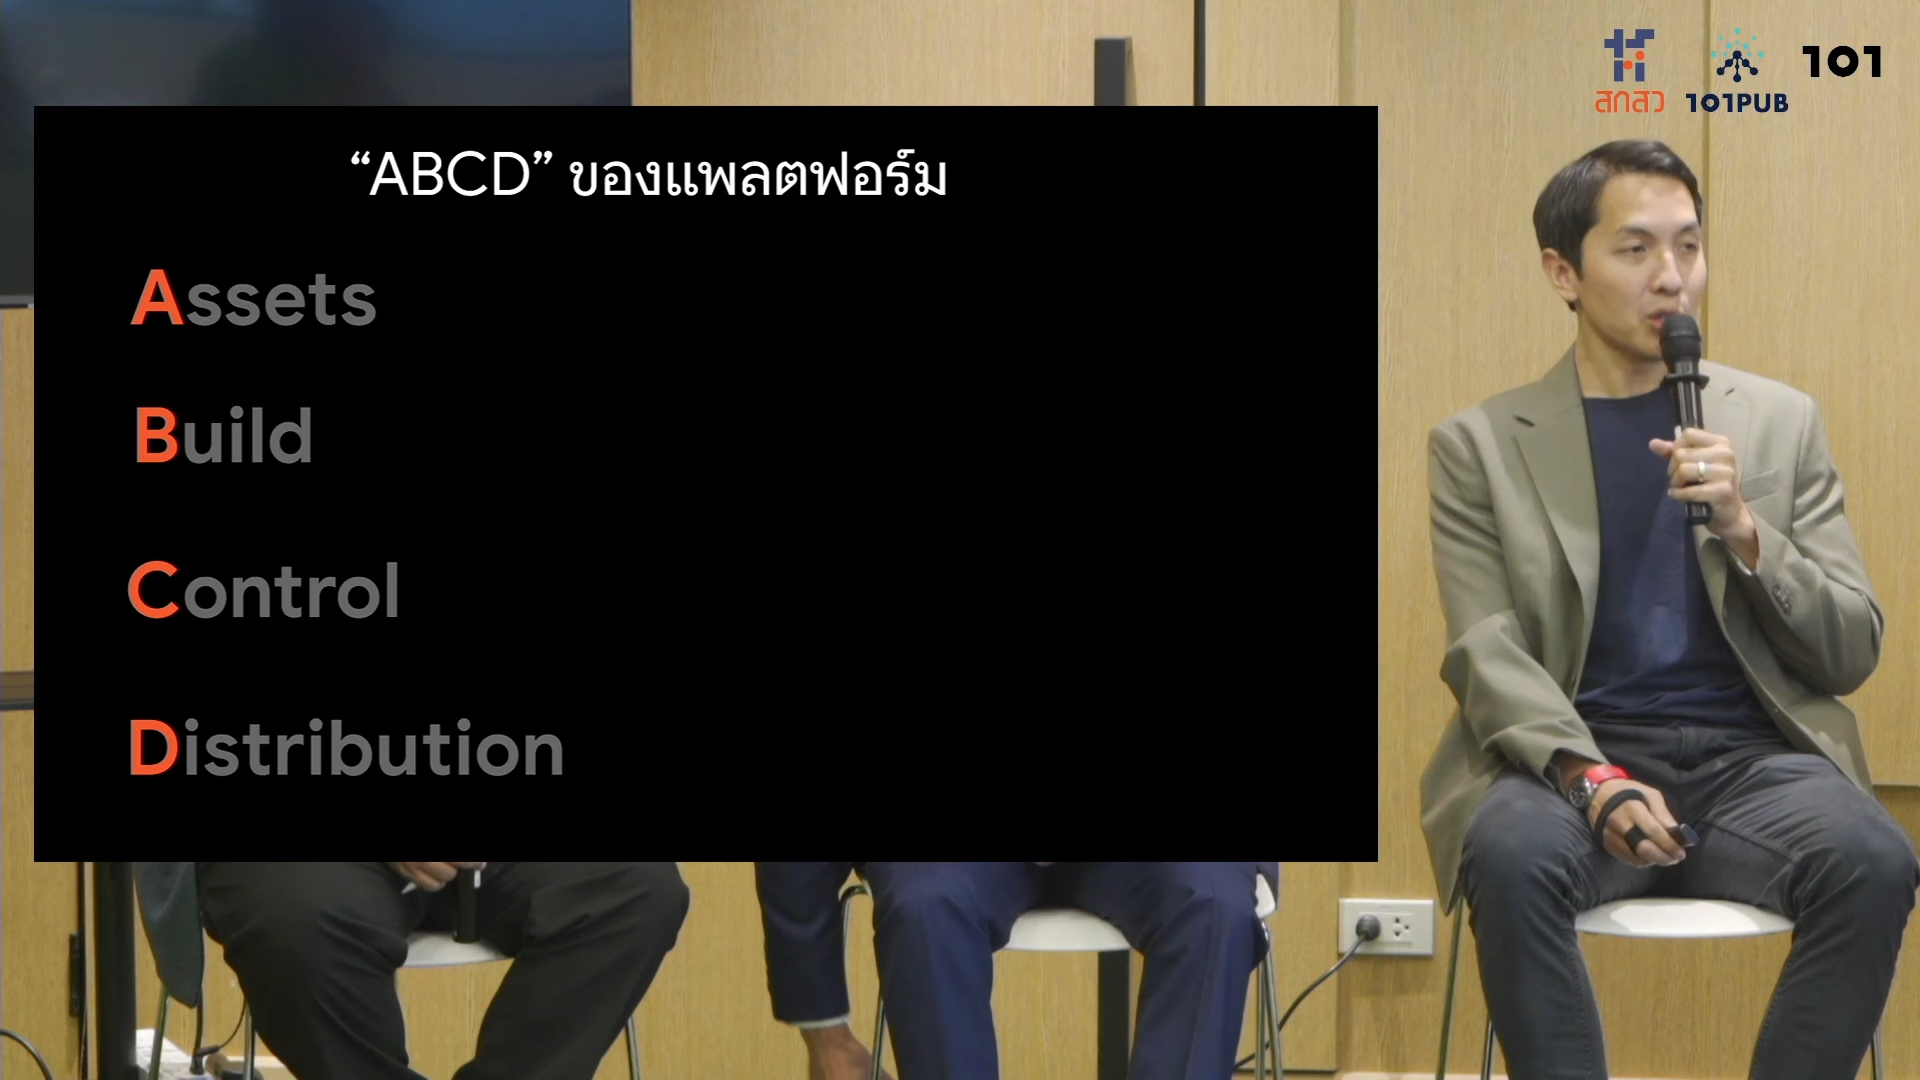 สกสว
101PUB
101
“ABCD” ของแพลตฟอร์ม
Assets
Build
Control
Distribution